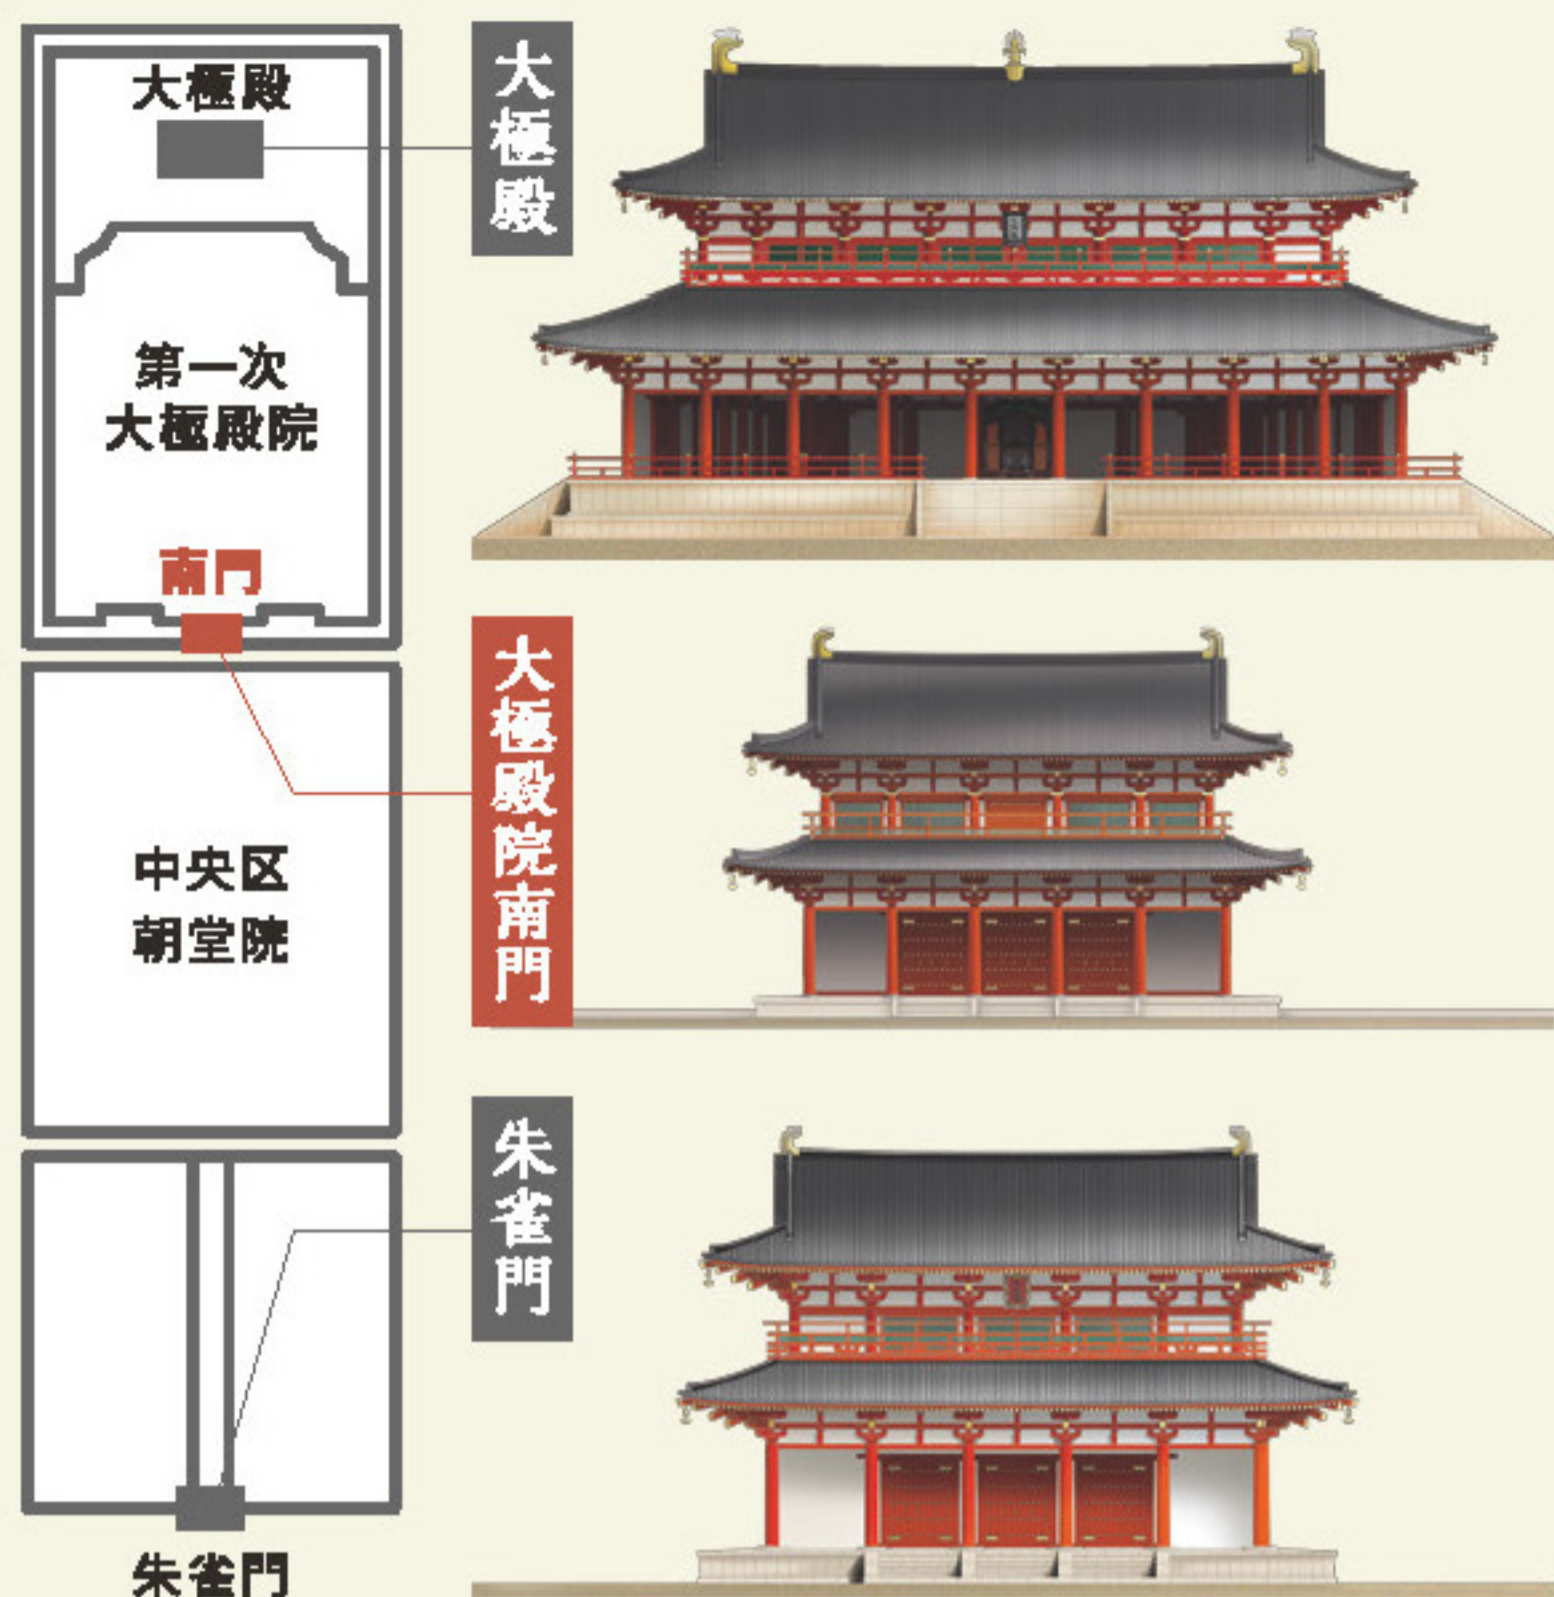 大極殿
第一次
大極殿院
南門
中央区
朝堂院
朱雀門
大極殿
大極殿院南門
朱雀門